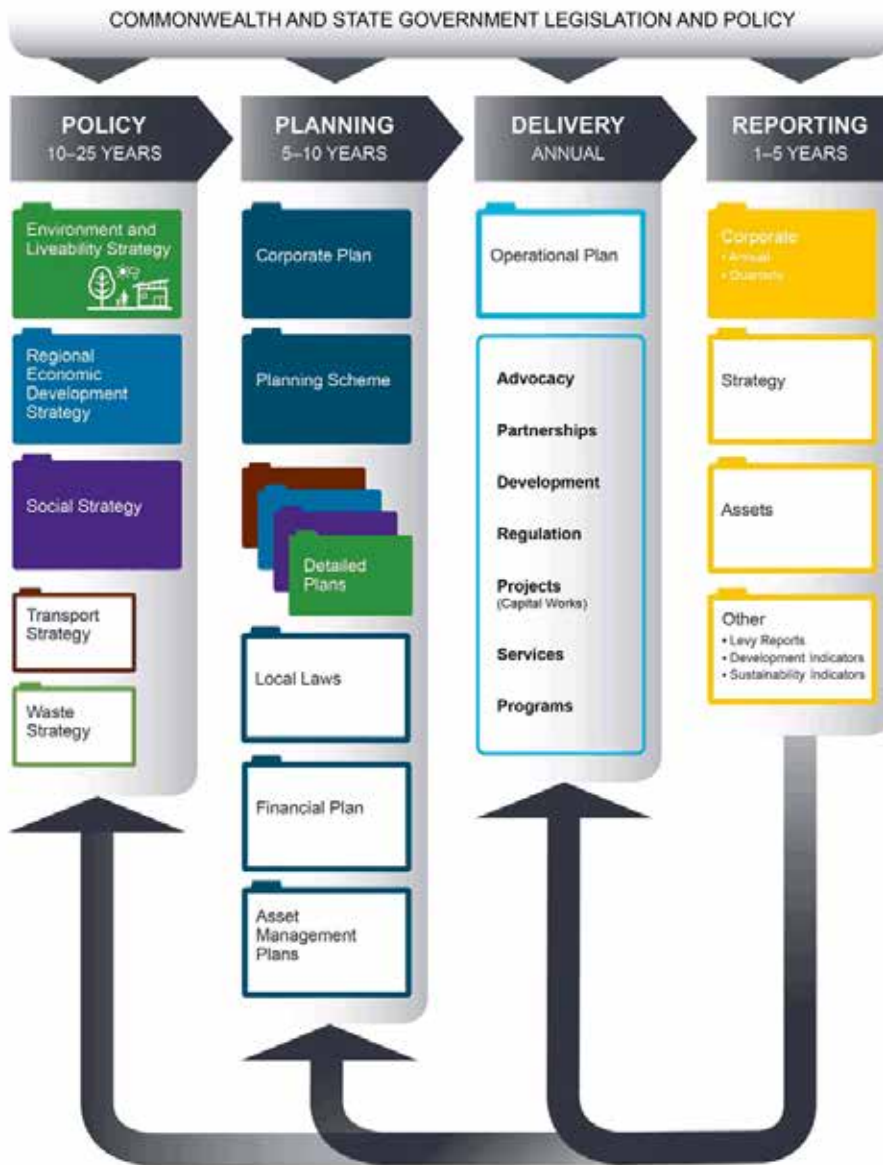 COMMONWEALTH AND STATE GOVERNMENT LEGISLATION AND POLICY
POLICY
10–25 YEARS
Environment and
Liveability Strategy
Regional
Economic
Development
Strategy
Social Strategy
Transport
Strategy
Waste
Strategy
PLANNING
5–10 YEARS
Corporate Plan
Planning Scheme
Detailed
Plans
Local Laws
Financial Plan
Asset
Management
Plans
DELIVERY
ANNUAL
Operational Plan
Advocacy
Partnerships
Development
Regulation
Projects
(Capital Works)
Services
Programs
REPORTING
1–5 YEARS
Corporate
• Annual
• Quarterly
Strategy
Assets
Other
• Levy Reports
• Development Indicators
• Sustainability Indicators